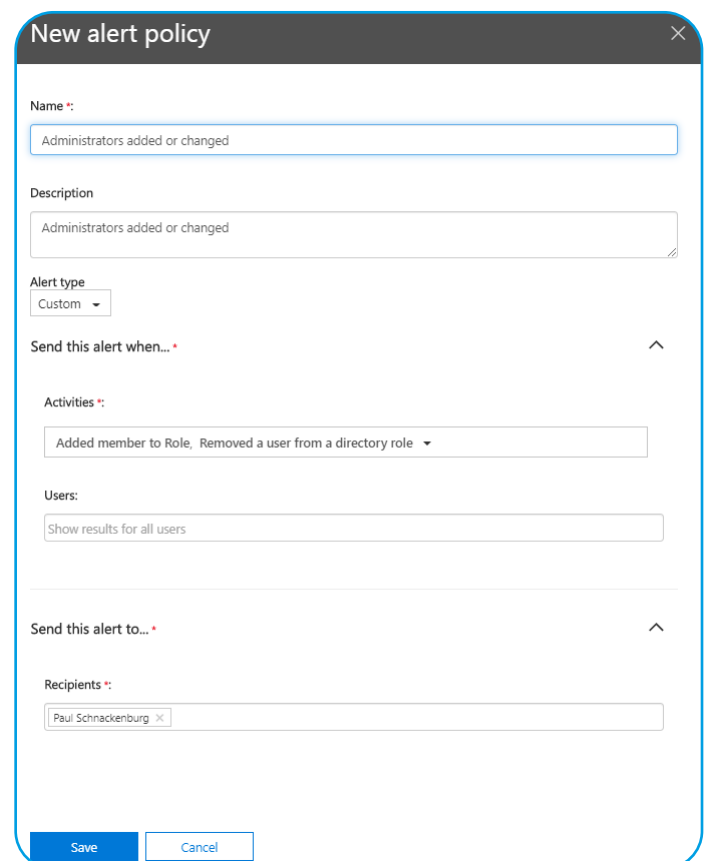 New alert policy
Name *:
Administrators added or changed
Description
Administrators added or changed
Alert type
Custom
Send this alert when... *
Activities *:
Added member to Role, Removed a user from a directory role
Users:
Show results for all users
Send this alert to... *
Recipients *:
Paul Schnackenburg ×
Save Cancel